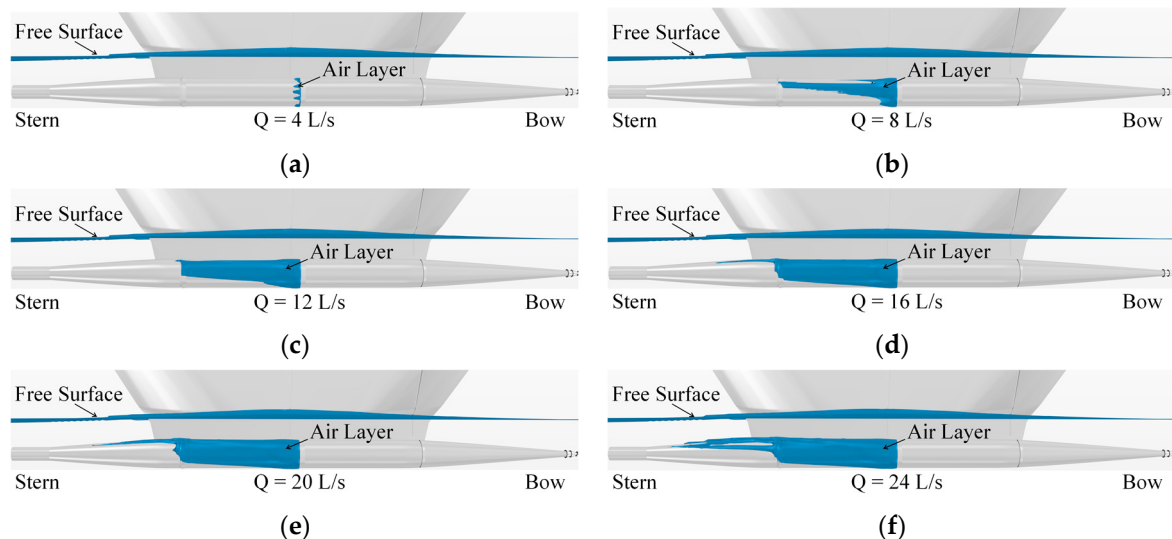 Free Surface
Air Layer
Stern Q = 4 L/s Bow
(a)
Free Surface
Air Layer
Stern Q = 8 L/s Bow
(b)
Free Surface
Air Layer
Stern Q = 12 L/s Bow
(c)
Free Surface
Air Layer
Stern Q = 16 L/s Bow
(d)
Free Surface
Air Layer
Stern Q = 20 L/s Bow
(e)
Free Surface
Air Layer
Stern Q = 24 L/s Bow
(f)